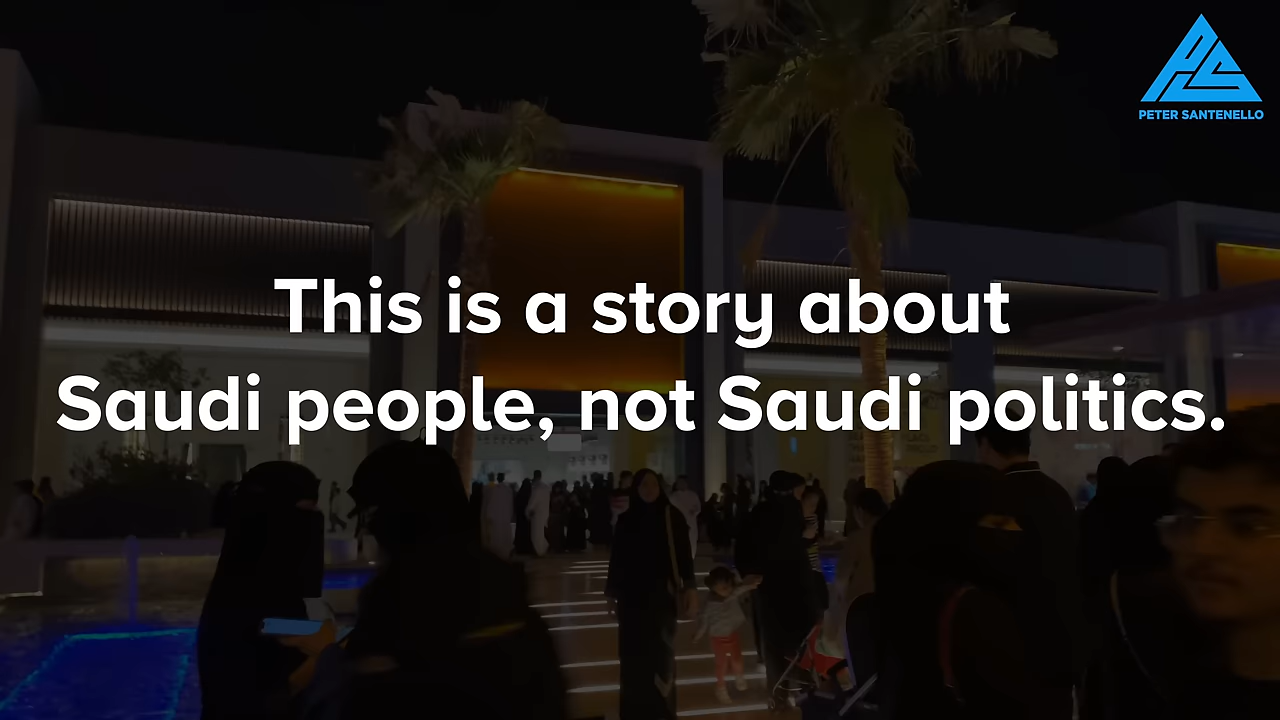 PETER SANTENELLO
This is a story about
Saudi people, not Saudi politics.